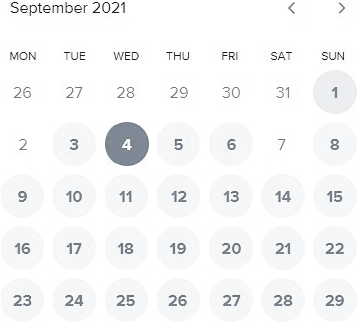 September 2021 < >
MON TUE WED THU FRI SAT SUN
26 27 28 29 30 31 1
2 3 4 5 6 7 8
9 10 11 12 13 14 15
16 17 18 19 20 21 22
23 24 25 26 27 28 29